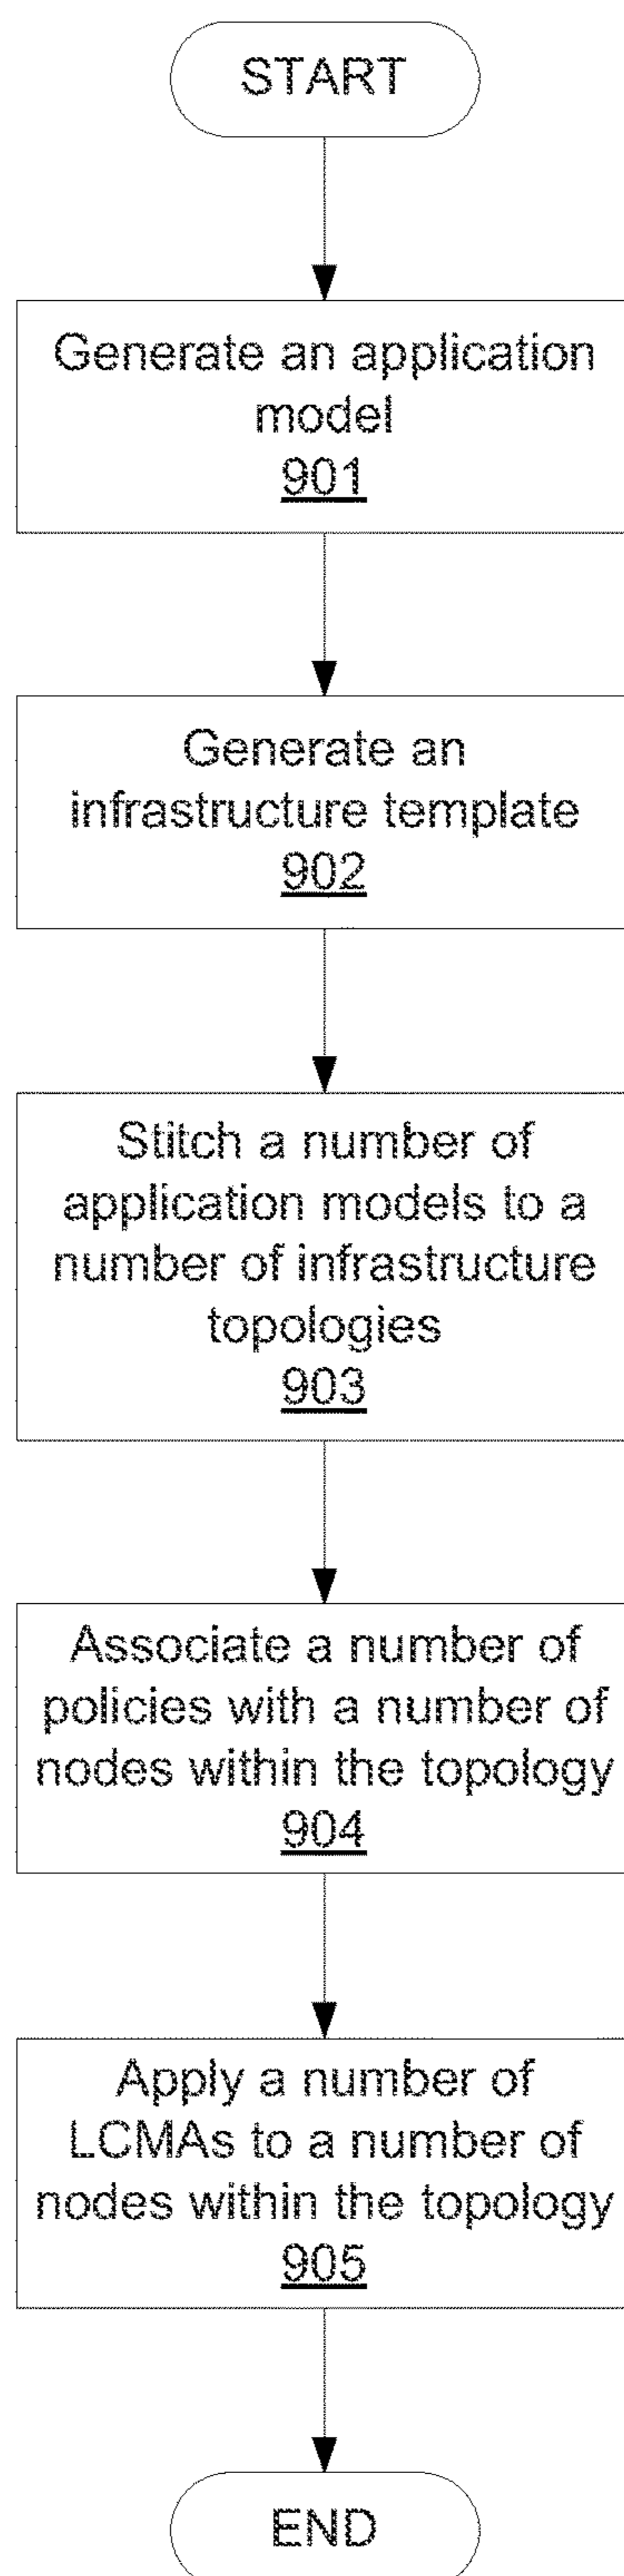 START
Generate an application
model
901
Generate an
infrastructure template
902
Stitch a number of
application models to a
number of infrastructure
topologies
903
Associate a number of
policies with a number of
nodes within the topology
904
Apply a number of
LCMAs to a number of
nodes within the topology
905
END